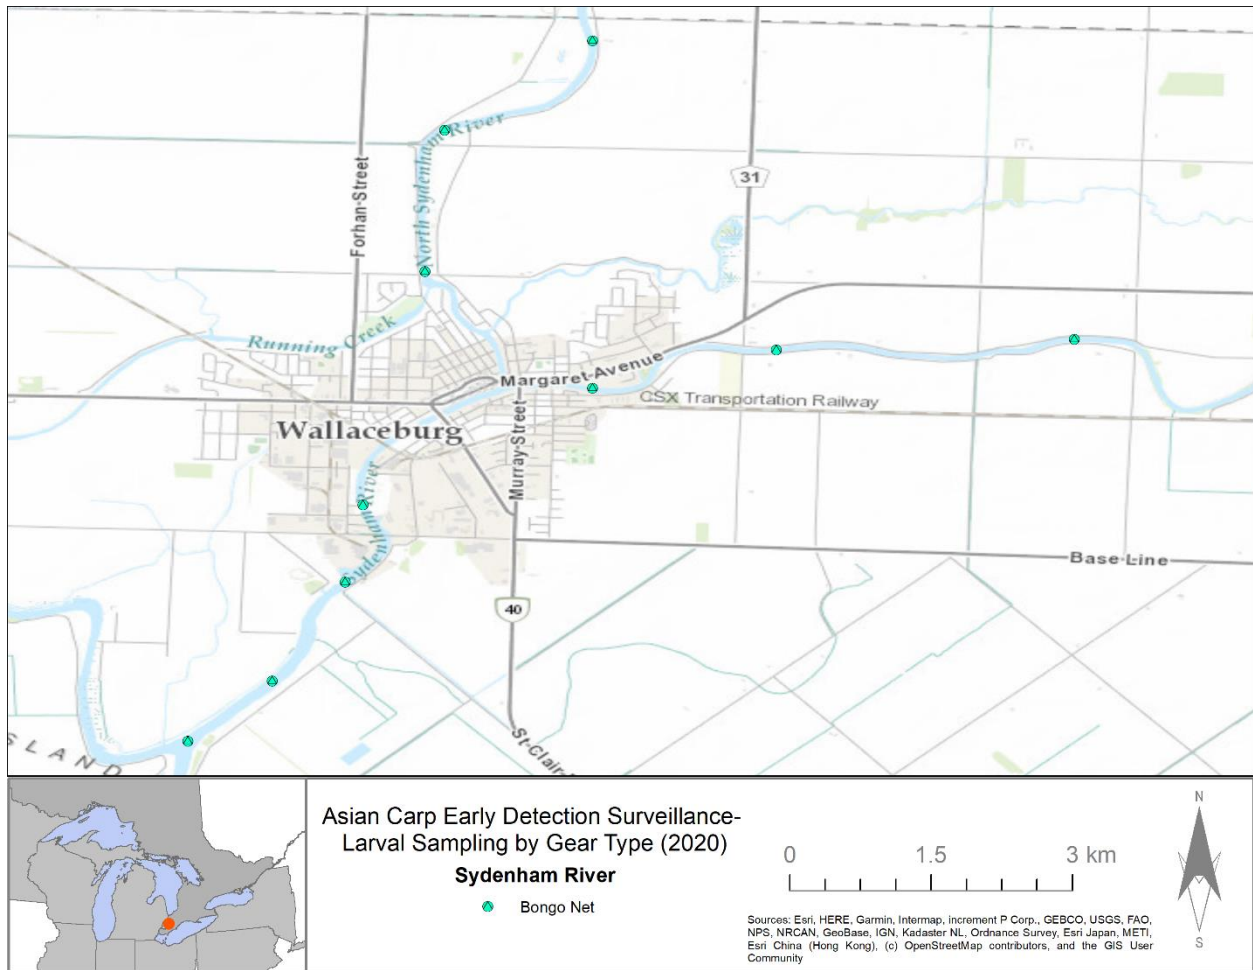 North Sydenham River
Forhan-Street
31
Running Creek
Margaret-Avenue
CSX Transportation Railway
Wallaceburg
Murray-Street
Sydenham River
Base Line
40
St-Clair-
SLAND
Asian Carp Early Detection Surveillance-
Larval Sampling by Gear Type (2020)
Sydenham River
Bongo Net
0 1.5 3 km
N
S
Sources: Esri, HERE, Garmin, Intermap, increment P Corp., GEBCO, USGS, FAO,
NPS, NRCAN, GeoBase, IGN, Kadaster NL, Ordnance Survey, Esri Japan, METI,
Esri China (Hong Kong), (c) OpenStreetMap contributors, and the GIS User
Community